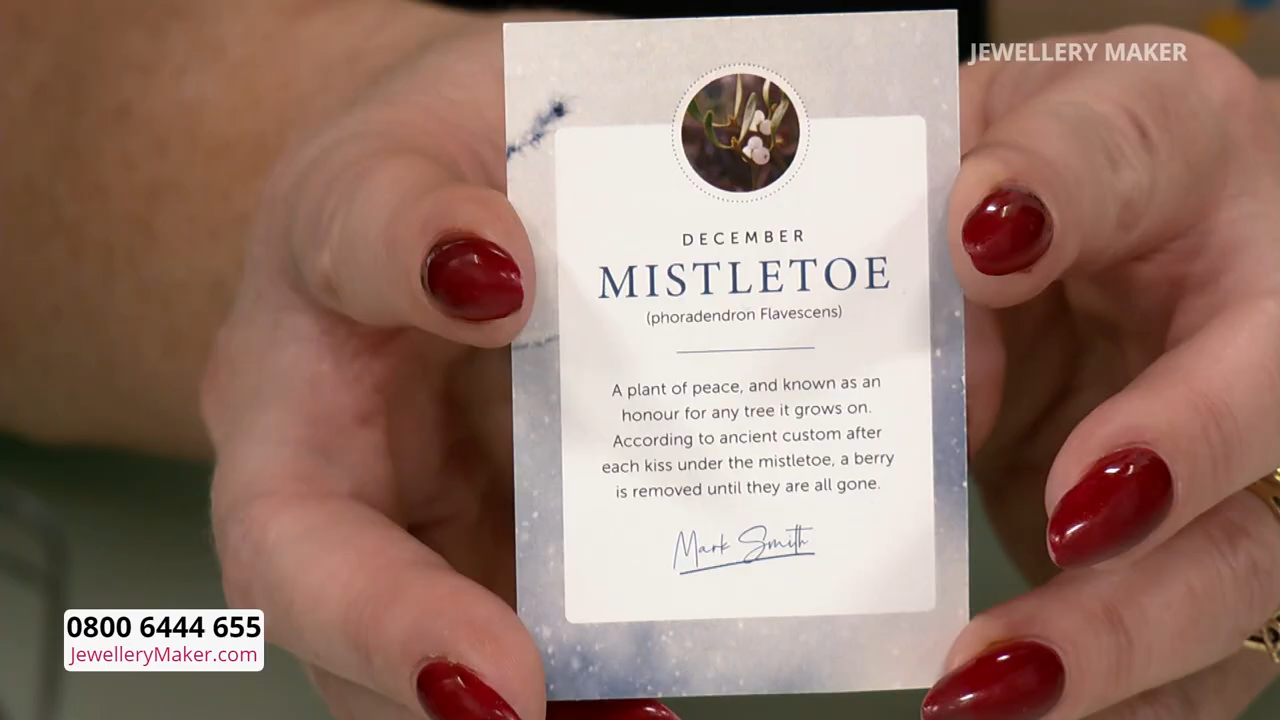 JEWELLERY MAKER
DECEMBER
MISTLETOE
(phoradendron Flavescens)
A plant of peace, and known as an
honour for any tree it grows on.
According to ancient custom after
each kiss under the mistletoe, a berry
is removed until they are all gone.
Mark Smith
0800 6444 655
JewelleryMaker.com